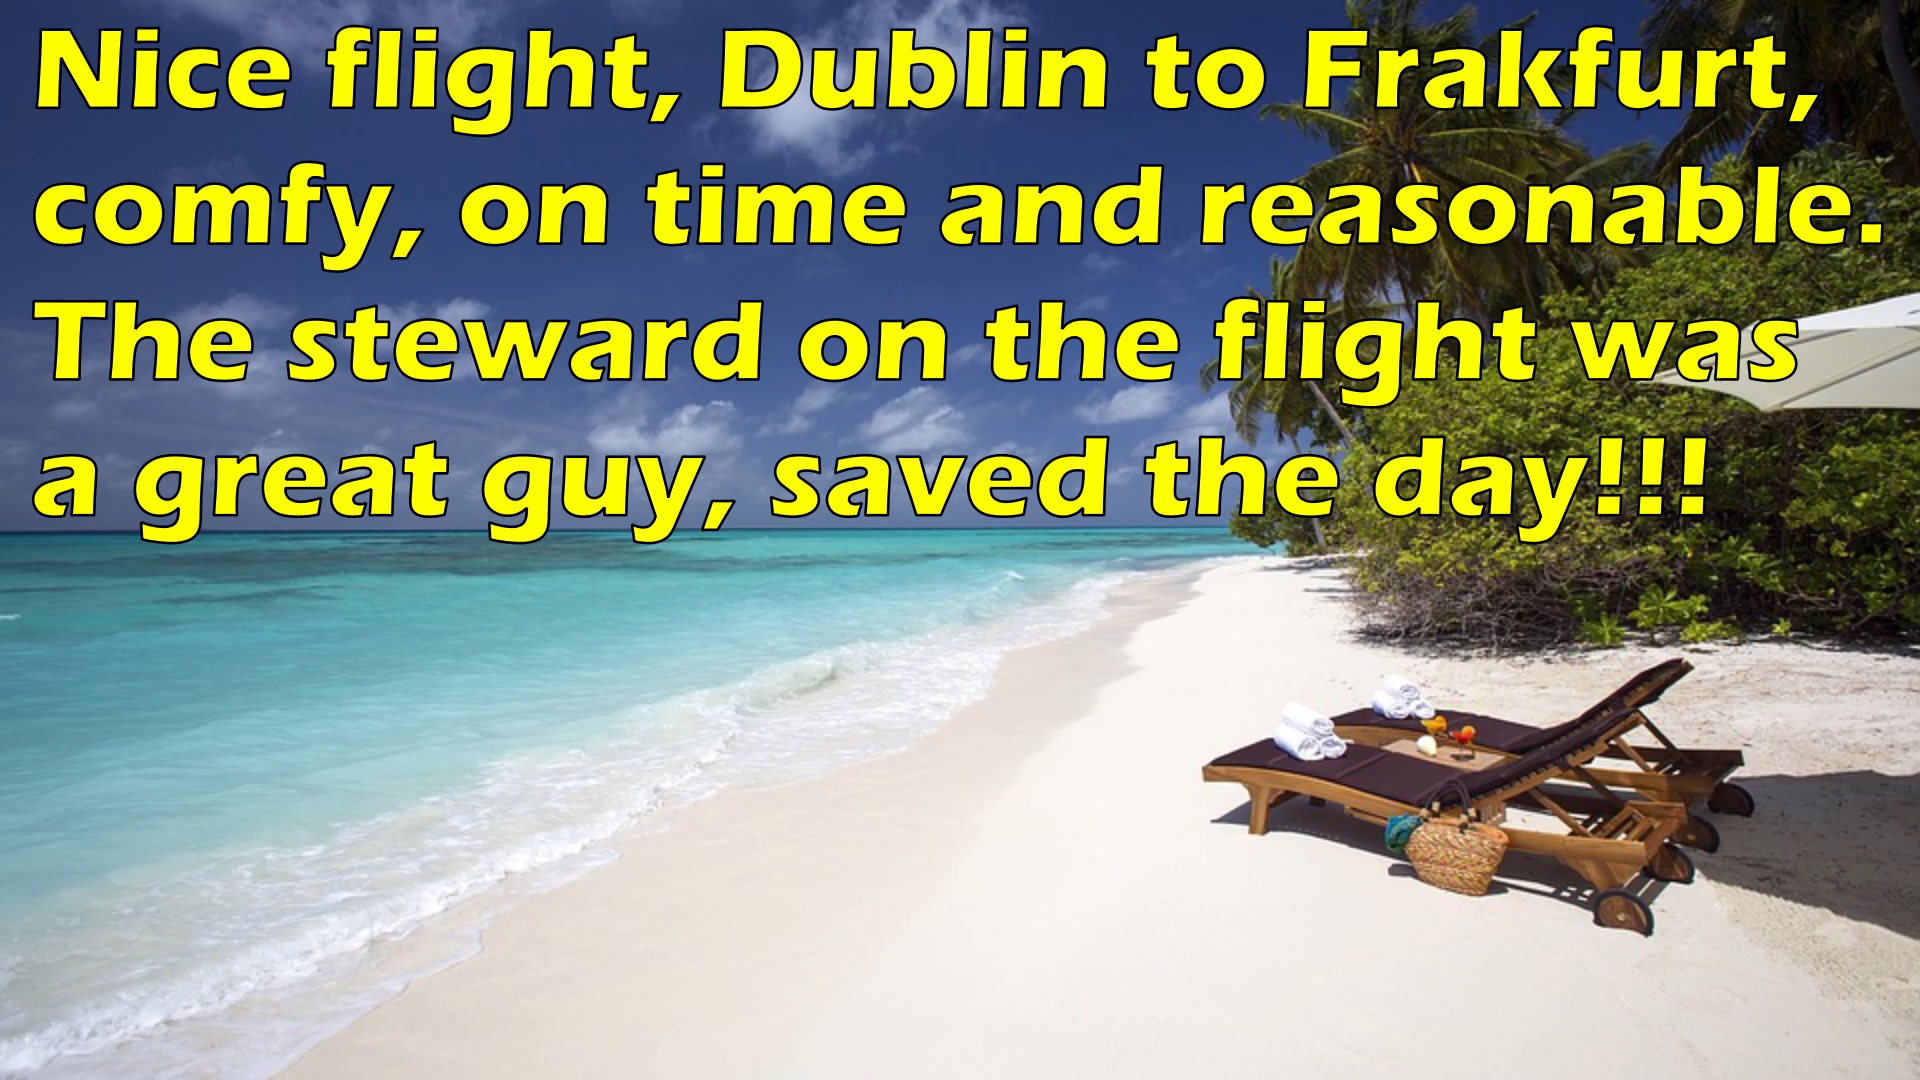 Nice flight, Dublin to Frakfurt,
comfy, on time and reasonable.
The steward on the flight was
a great guy, saved the day!!!